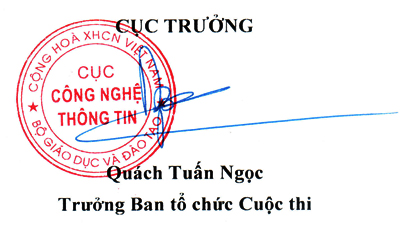 CỤC TRƯỞNG
CỘNG HOÀ XHCN VIỆT NAM
CỤC
CÔNG NGHỆ
THÔNG TIN
BỘ GIÁO DỤC VÀ ĐÀO TẠO
Quách Tuấn Ngọc
Trưởng Ban tổ chức Cuộc thi